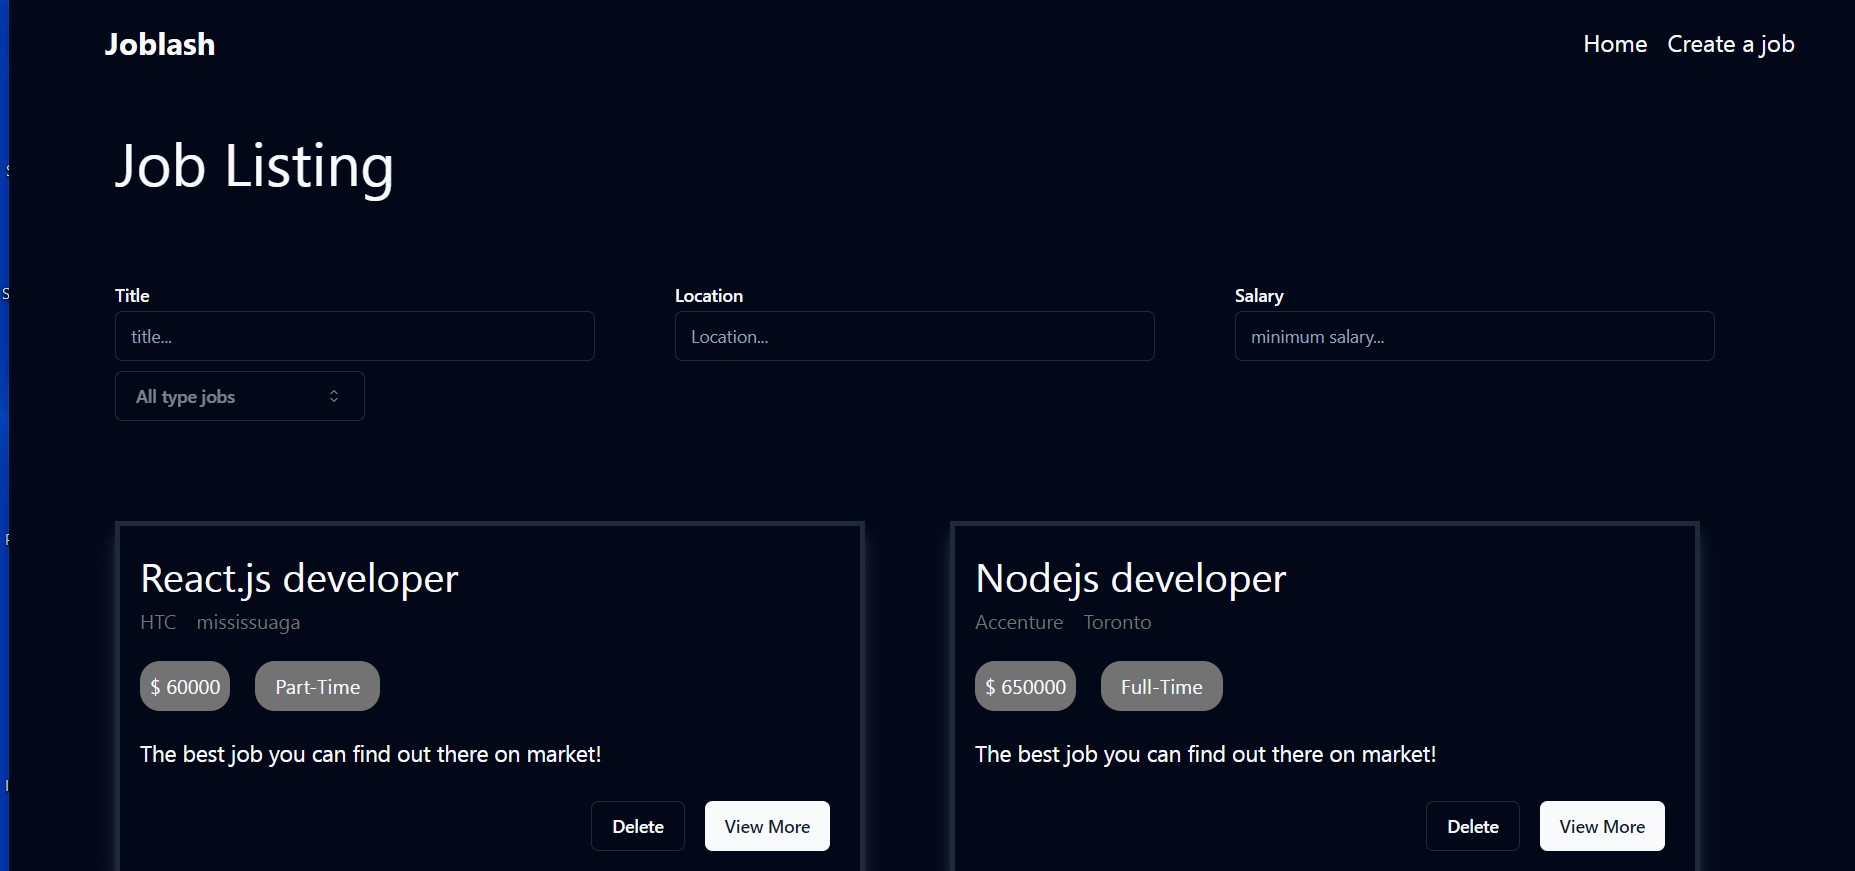 Joblash
Home Create a job
Job Listing
Title
title...
Location
Location...
Salary
minimum salary...
All type jobs
React.js developer
HTC mississuaga
$ 60000 Part-Time
The best job you can find out there on market!
Delete View More
Nodejs developer
Accenture Toronto
$ 650000 Full-Time
The best job you can find out there on market!
Delete View More